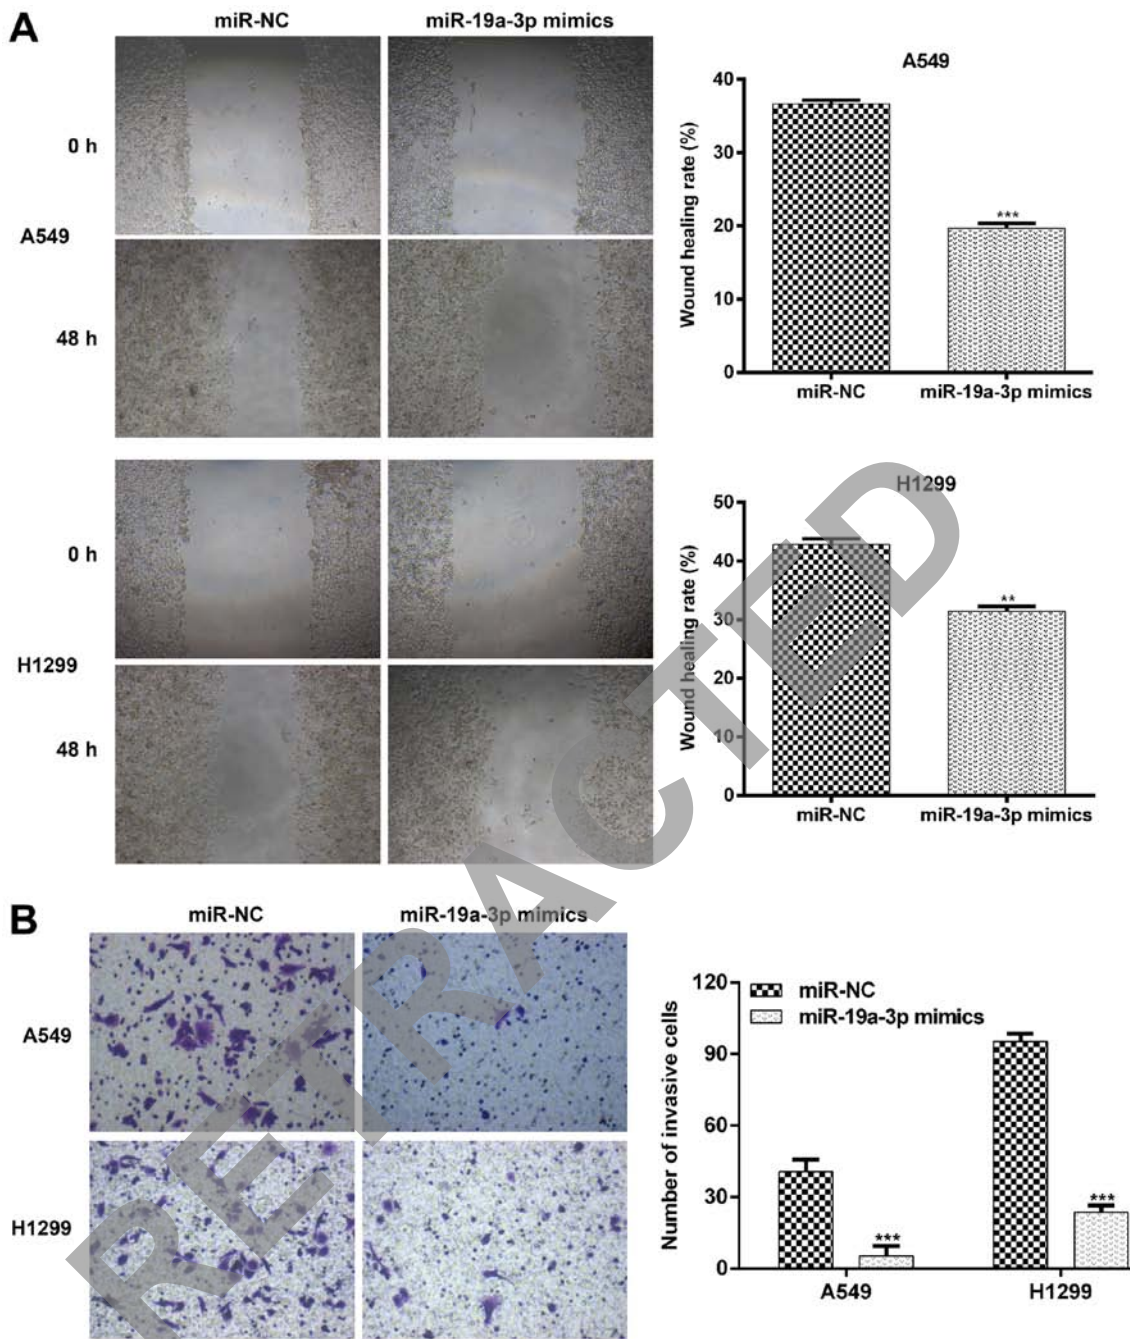 A
miR-NC
miR-19a-3p mimics
0 h
A549
48 h
0 h
H1299
48 h
A549
Wound healing rate (%)
40
30
20
10
0
***
miR-NC
miR-19a-3p mimics
H1299
Wound healing rate (%)
50
40
30
20
10
0
**
miR-NC
miR-19a-3p mimics
B
miR-NC
miR-19a-3p mimics
A549
H1299
Number of invasive cells
120
90
60
30
0
miR-NC
miR-19a-3p mimics
***
***
A549
H1299
RETRACTED